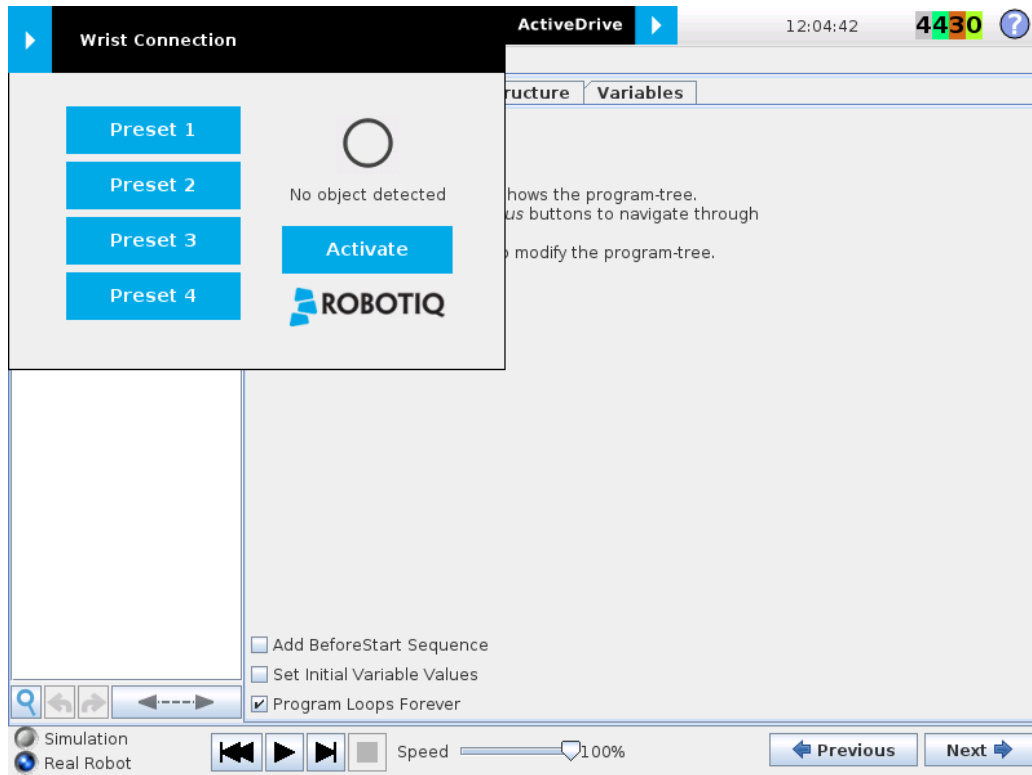 Wrist Connection
ActiveDrive
12:04:42
4430
?
ructure
Variables
Preset 1
Preset 2
Preset 3
Preset 4
No object detected
Activate
ROBOTIQ
hows the program-tree.
us buttons to navigate through
o modify the program-tree.
Add BeforeStart Sequence
Set Initial Variable Values
Program Loops Forever
Simulation
Real Robot
Speed
100%
Previous
Next